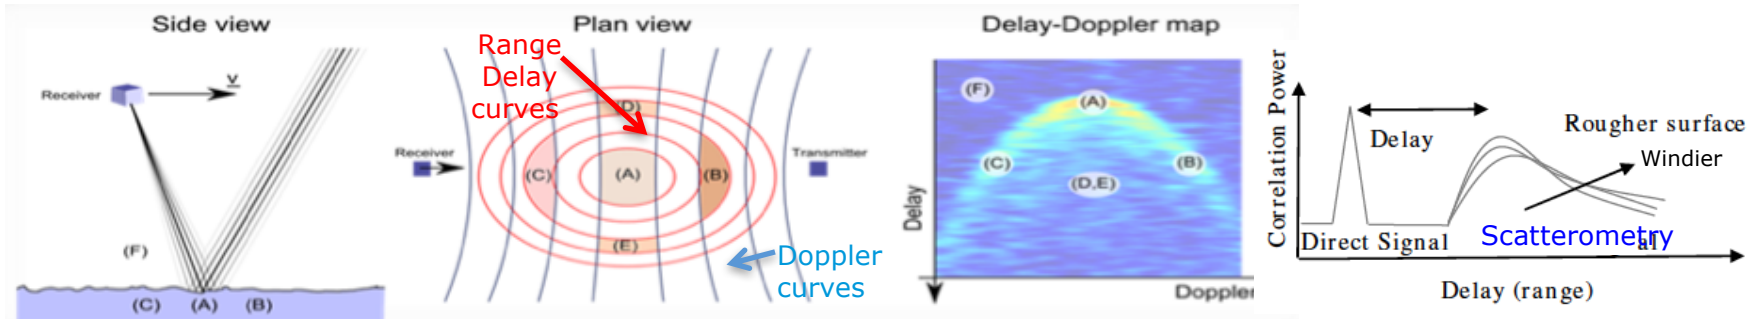 Side view
v
Receiver
(F)
(C)
(A)
(B)
Plan view
Range
Delay
curves
(D)
Receiver
Transmitter
(C)
(A)
(B)
(E)
Doppler
curves
Delay-Doppler map
(F)
(A)
(C)
(B)
(D,E)
Delay
Doppler
Correlation Power
Delay
Rougher surface
Windier
Direct Signal
Scatterometry
al
Delay (range)